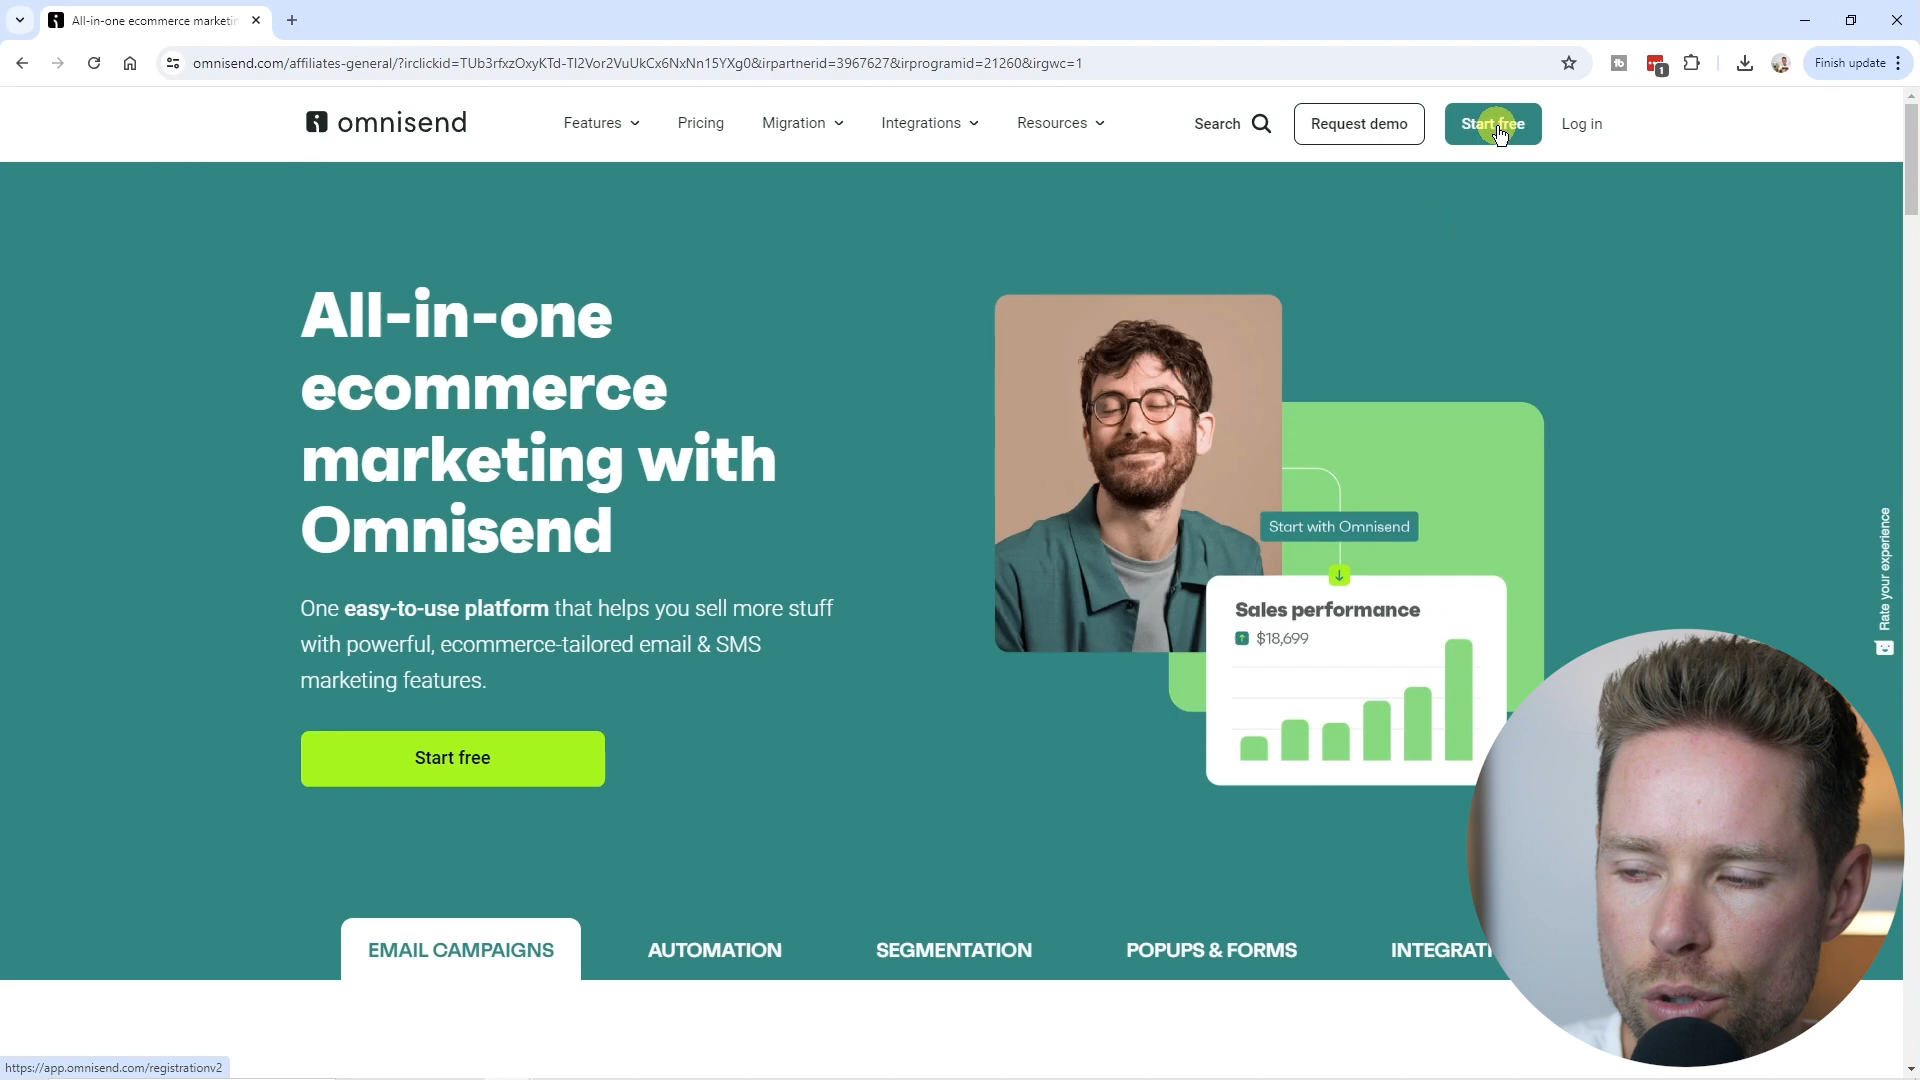 All-in-one ecommerce marketin
omnisend.com/affiliates-general/?irclickid=TUb3rfxzOxyKTd-TI2Vor2VuUkCx6NxNn15YXg0&irpartnerid=3967627&irprogramid=21260&irgwc=1
1
Finish update
omnisend
Features
Pricing
Migration
Integrations
Resources
Search
Request demo
Start free
Log in
All-in-one
ecommerce
marketing with
Omnisend
One easy-to-use platform that helps you sell more stuff
with powerful, ecommerce-tailored email & SMS
marketing features.
Start free
Start with Omnisend
Sales performance
$18,699
Rate your experience
EMAIL CAMPAIGNS
AUTOMATION
SEGMENTATION
POPUPS & FORMS
INTEGRATI
https://app.omnisend.com/registrationv2